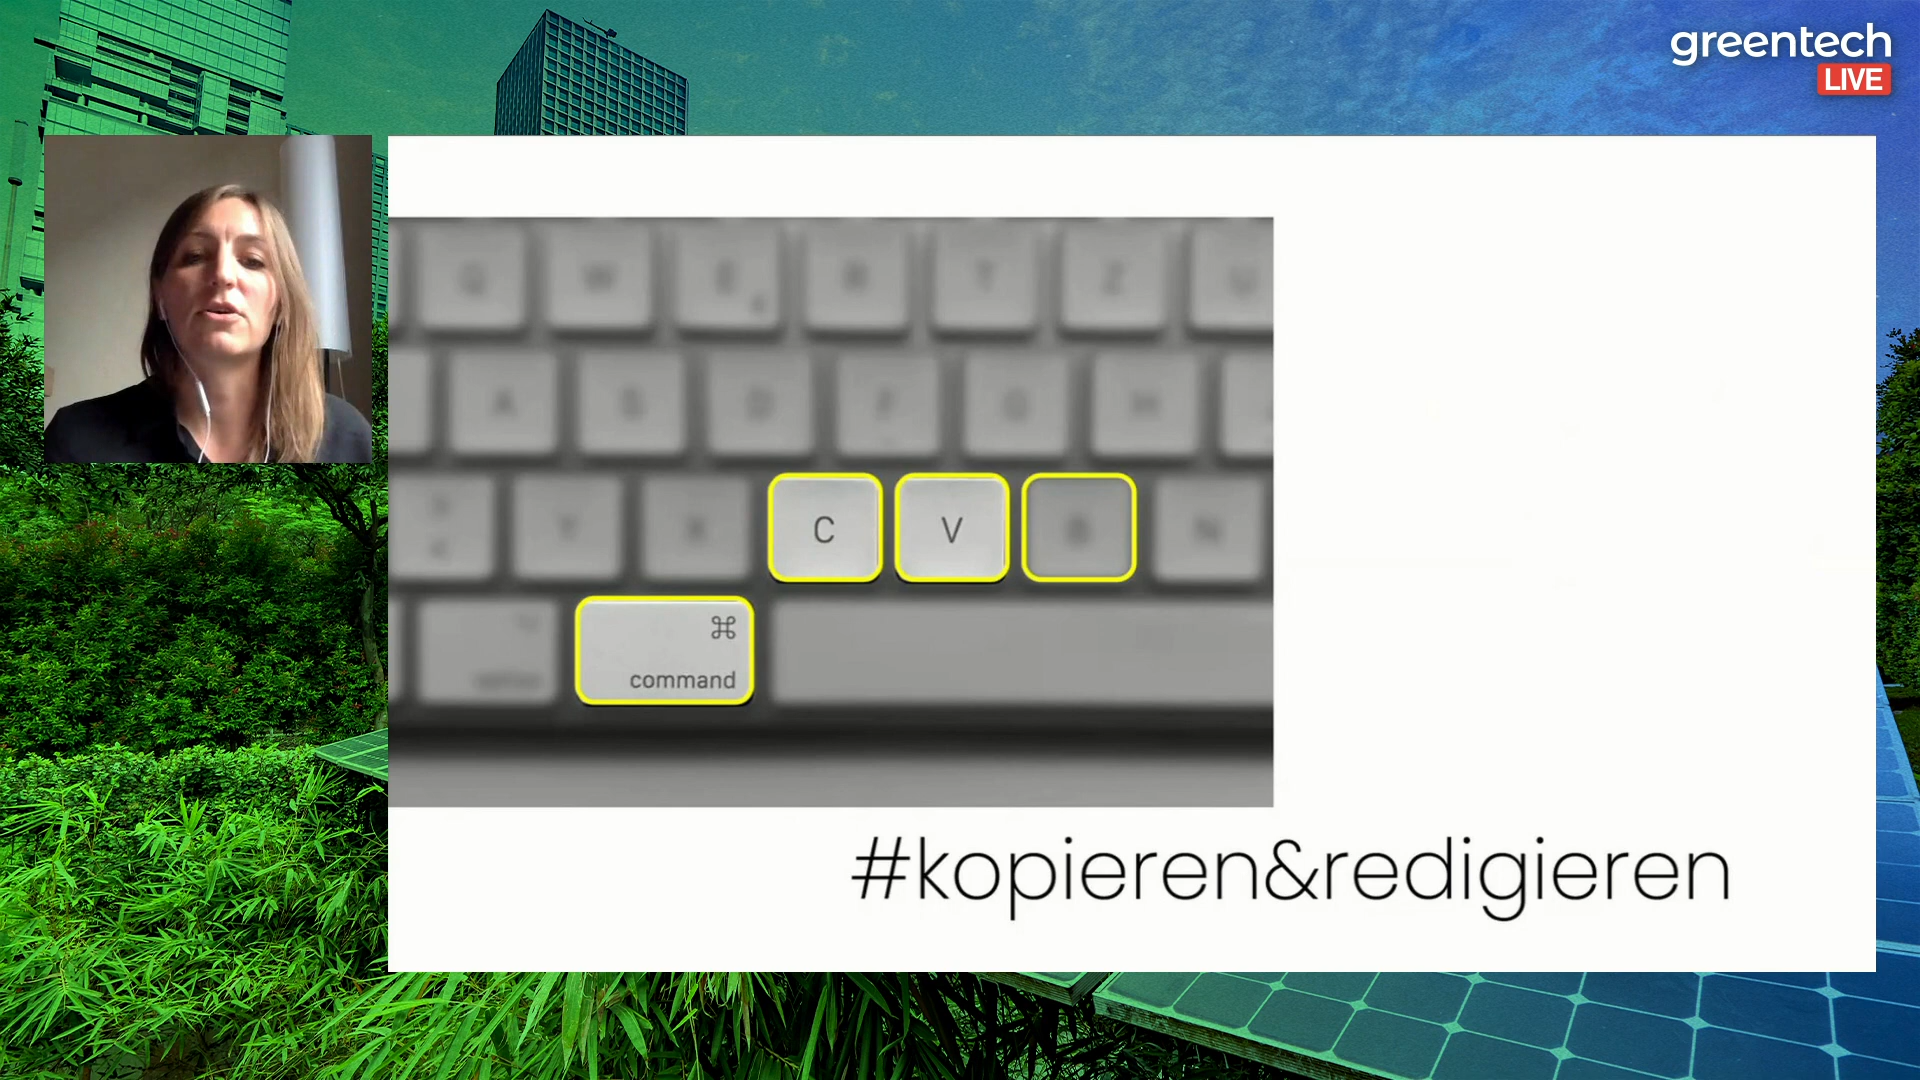 greentech
LIVE
Q W E R T Z U
A S D F G H
Y X C V B N
⌘
command
#kopieren&redigieren